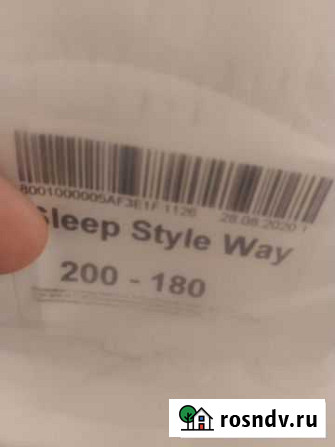 8001000005AF3E1F 1126 28.08.2020 1
Sleep Style Way
200 - 180
rosndv.ru